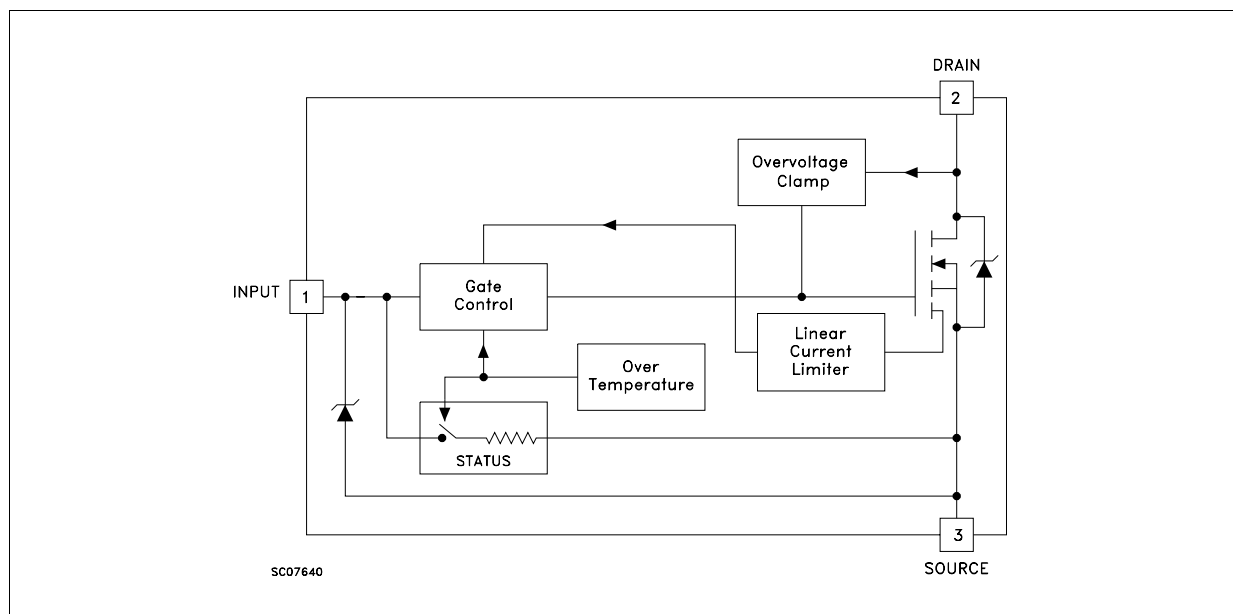 DRAIN
2
Overvoltage
Clamp
INPUT
1
Gate
Control
Linear
Current
Limiter
Over
Temperature
STATUS
3
SOURCE
SC07640